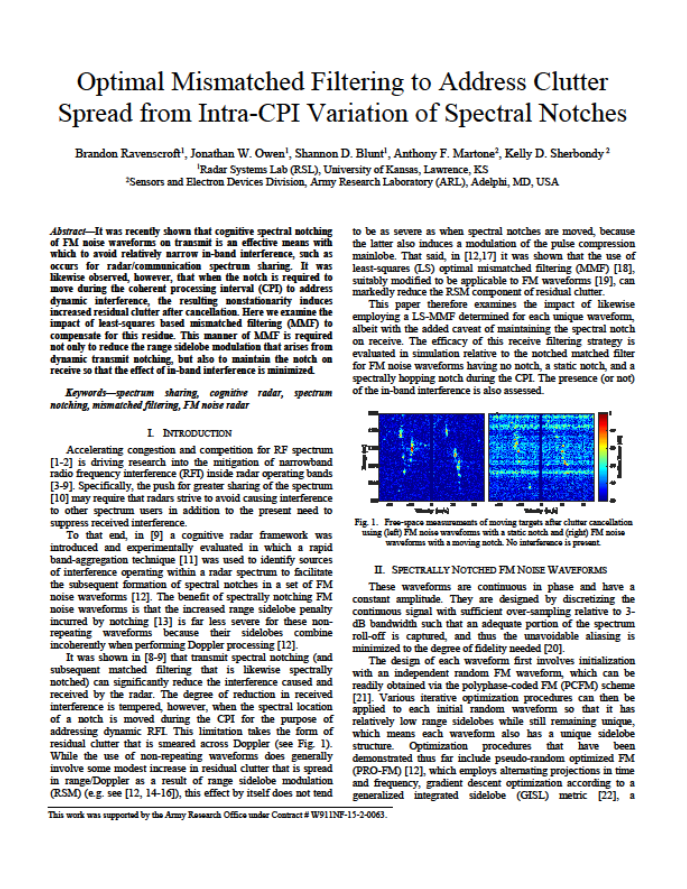 Optimal Mismatched Filtering to Address Clutter
Spread from Intra-CPI Variation of Spectral Notches
Brandon Ravenscroft¹, Jonathan W. Owen¹, Shannon D. Blunt¹, Anthony F. Martone², Kelly D. Sherbondy ²
¹Radar Systems Lab (RSL), University of Kansas, Lawrence, KS
²Sensors and Electron Devices Division, Army Research Laboratory (ARL), Adelphi, MD, USA
Abstract—It was recently shown that cognitive spectral notching
of FM noise waveforms on transmit is an effective means with
which to avoid relatively narrow in-band interference, such as
occurs for radar/communication spectrum sharing. It was
likewise observed, however, that when the notch is required to
move during the coherent processing interval (CPI) to address
dynamic interference, the resulting nonstationarity induces
increased residual clutter after cancellation. Here we examine the
impact of least-squares based mismatched filtering (MMF) to
compensate for this residue. This manner of MMF is required
not only to reduce the range sidelobe modulation that arises from
dynamic transmit notching, but also to maintain the notch on
receive so that the effect of in-band interference is minimized.
Keywords—spectrum sharing, cognitive radar, spectrum
notching, mismatched filtering, FM noise radar
I. INTRODUCTION
Accelerating congestion and competition for RF spectrum
[1-2] is driving research into the mitigation of narrowband
radio frequency interference (RFI) inside radar operating bands
[3-9]. Specifically, the push for greater sharing of the spectrum
[10] may require that radars strive to avoid causing interference
to other spectrum users in addition to the present need to
suppress received interference.
To that end, in [9] a cognitive radar framework was
introduced and experimentally evaluated in which a rapid
band-aggregation technique [11] was used to identify sources
of interference operating within a radar spectrum to facilitate
the subsequent formation of spectral notches in a set of FM
noise waveforms [12]. The benefit of spectrally notching FM
noise waveforms is that the increased range sidelobe penalty
incurred by notching [13] is far less severe for these non-
repeating waveforms because their sidelobes combine
incoherently when performing Doppler processing [12].
It was shown in [8-9] that transmit spectral notching (and
subsequent matched filtering that is likewise spectrally
notched) can significantly reduce the interference caused and
received by the radar. The degree of reduction in received
interference is tempered, however, when the spectral location
of a notch is moved during the CPI for the purpose of
addressing dynamic RFI. This limitation takes the form of
residual clutter that is smeared across Doppler (see Fig. 1).
While the use of non-repeating waveforms does generally
involve some modest increase in residual clutter that is spread
in range/Doppler as a result of range sidelobe modulation
(RSM) (e.g. see [12, 14-16]), this effect by itself does not tend
This work was supported by the Army Research Office under Contract # W911NF-15-2-0063.
to be as severe as when spectral notches are moved, because
the latter also induces a modulation of the pulse compression
mainlobe. That said, in [12,17] it was shown that the use of
least-squares (LS) optimal mismatched filtering (MMF) [18],
suitably modified to be applicable to FM waveforms [19], can
markedly reduce the RSM component of residual clutter.
This paper therefore examines the impact of likewise
employing a LS-MMF determined for each unique waveform,
albeit with the added caveat of maintaining the spectral notch
on receive. The efficacy of this receive filtering strategy is
evaluated in simulation relative to the notched matched filter
for FM noise waveforms having no notch, a static notch, and a
spectrally hopping notch during the CPI. The presence (or not)
of the in-band interference is also assessed.
Fig. 1. Free-space measurements of moving targets after clutter cancellation
using (left) FM noise waveforms with a static notch and (right) FM noise
waveforms with a moving notch. No interference is present.
II. SPECTRALLY NOTCHED FM NOISE WAVEFORMS
These waveforms are continuous in phase and have a
constant amplitude. They are designed by discretizing the
continuous signal with sufficient over-sampling relative to 3-
dB bandwidth such that an adequate portion of the spectrum
roll-off is captured, and thus the unavoidable aliasing is
minimized to the degree of fidelity needed [20].
The design of each waveform first involves initialization
with an independent random FM waveform, which can be
readily obtained via the polyphase-coded FM (PCFM) scheme
[21]. Various iterative optimization procedures can then be
applied to each initial random waveform so that it has
relatively low range sidelobes while still remaining unique,
which means each waveform also has a unique sidelobe
structure. Optimization procedures that have been
demonstrated thus far include pseudo-random optimized FM
(PRO-FM) [12], which employs alternating projections in time
and frequency, gradient descent optimization according to a
generalized integrated sidelobe (GISL) metric [22], a